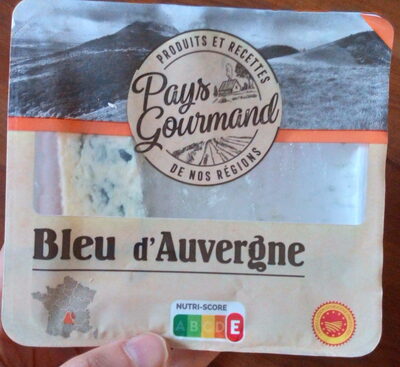 PRODUITS ET RECETTES
Pays
Gourmand
DE NOS RÉGIONS
Bleu d'Auvergne
NUTRI-SCORE
A B C D E